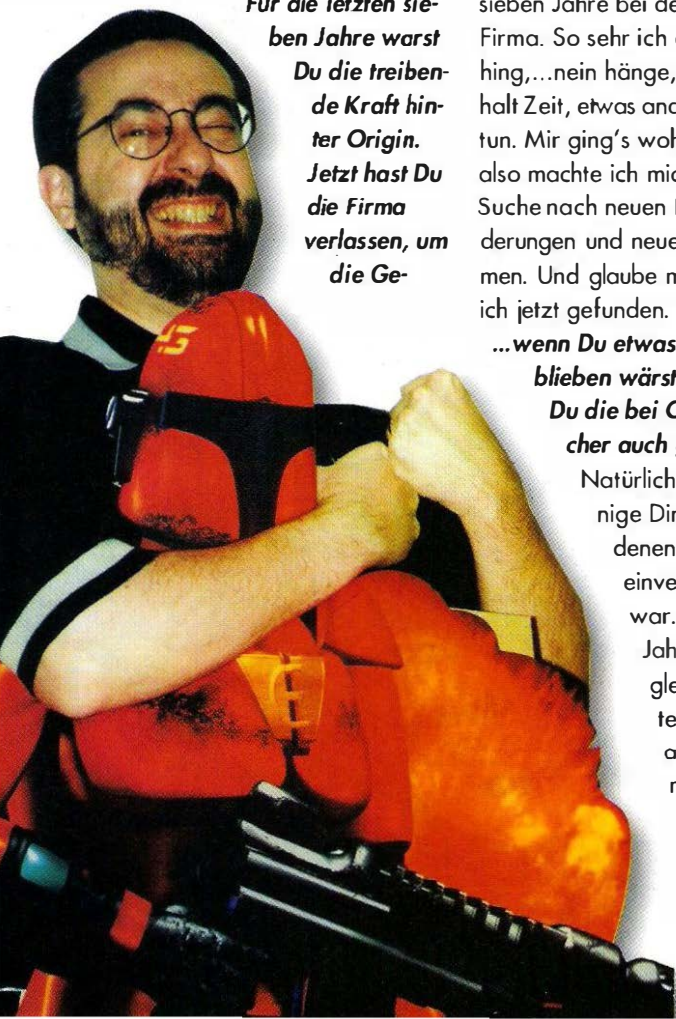 Für die letzten sie-
ben Jahre warst
Du die treiben-
de Kraft hin-
ter Origin.
Jetzt hast Du
die Firma
verlassen, um
die Ge-
sieben Jahre bei de
Firma. So sehr ich
hing,...nein hänge,
halt Zeit, etwas and
tun. Mir ging's woh
also machte ich mic
Suche nach neuen
derungen und neue
men. Und glaube m
ich jetzt gefunden.
...wenn Du etwas
blieben wärst
Du die bei O
cher auch
Natürlich
nige Din
denen
einve
war.
Jah
gle
te
a